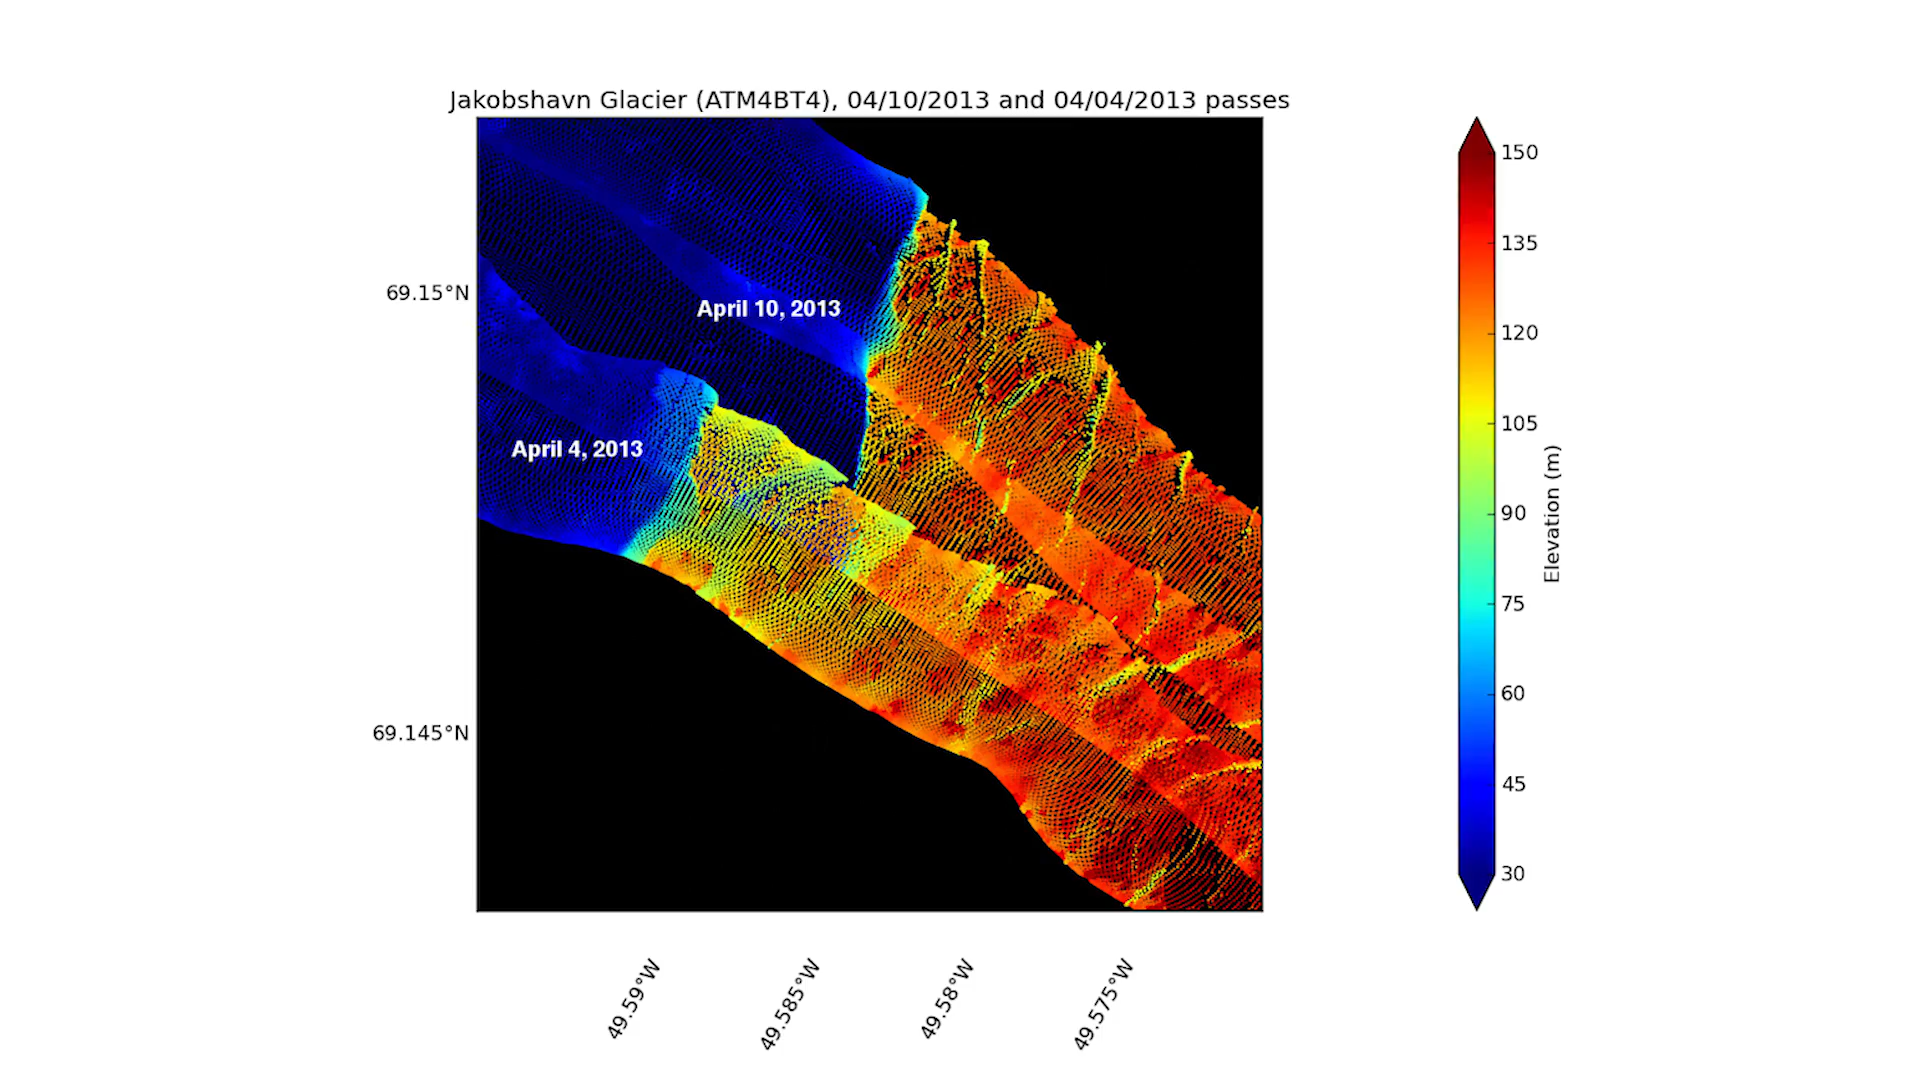 Jakobshavn Glacier (ATM4BT4), 04/10/2013 and 04/04/2013 passes
150
135
69.15°N
April 10, 2013
120
105
April 4, 2013
Elevation (m)
90
75
60
69.145°N
45
30
49.59°W
49.585°W
49.58°W
49.575°W